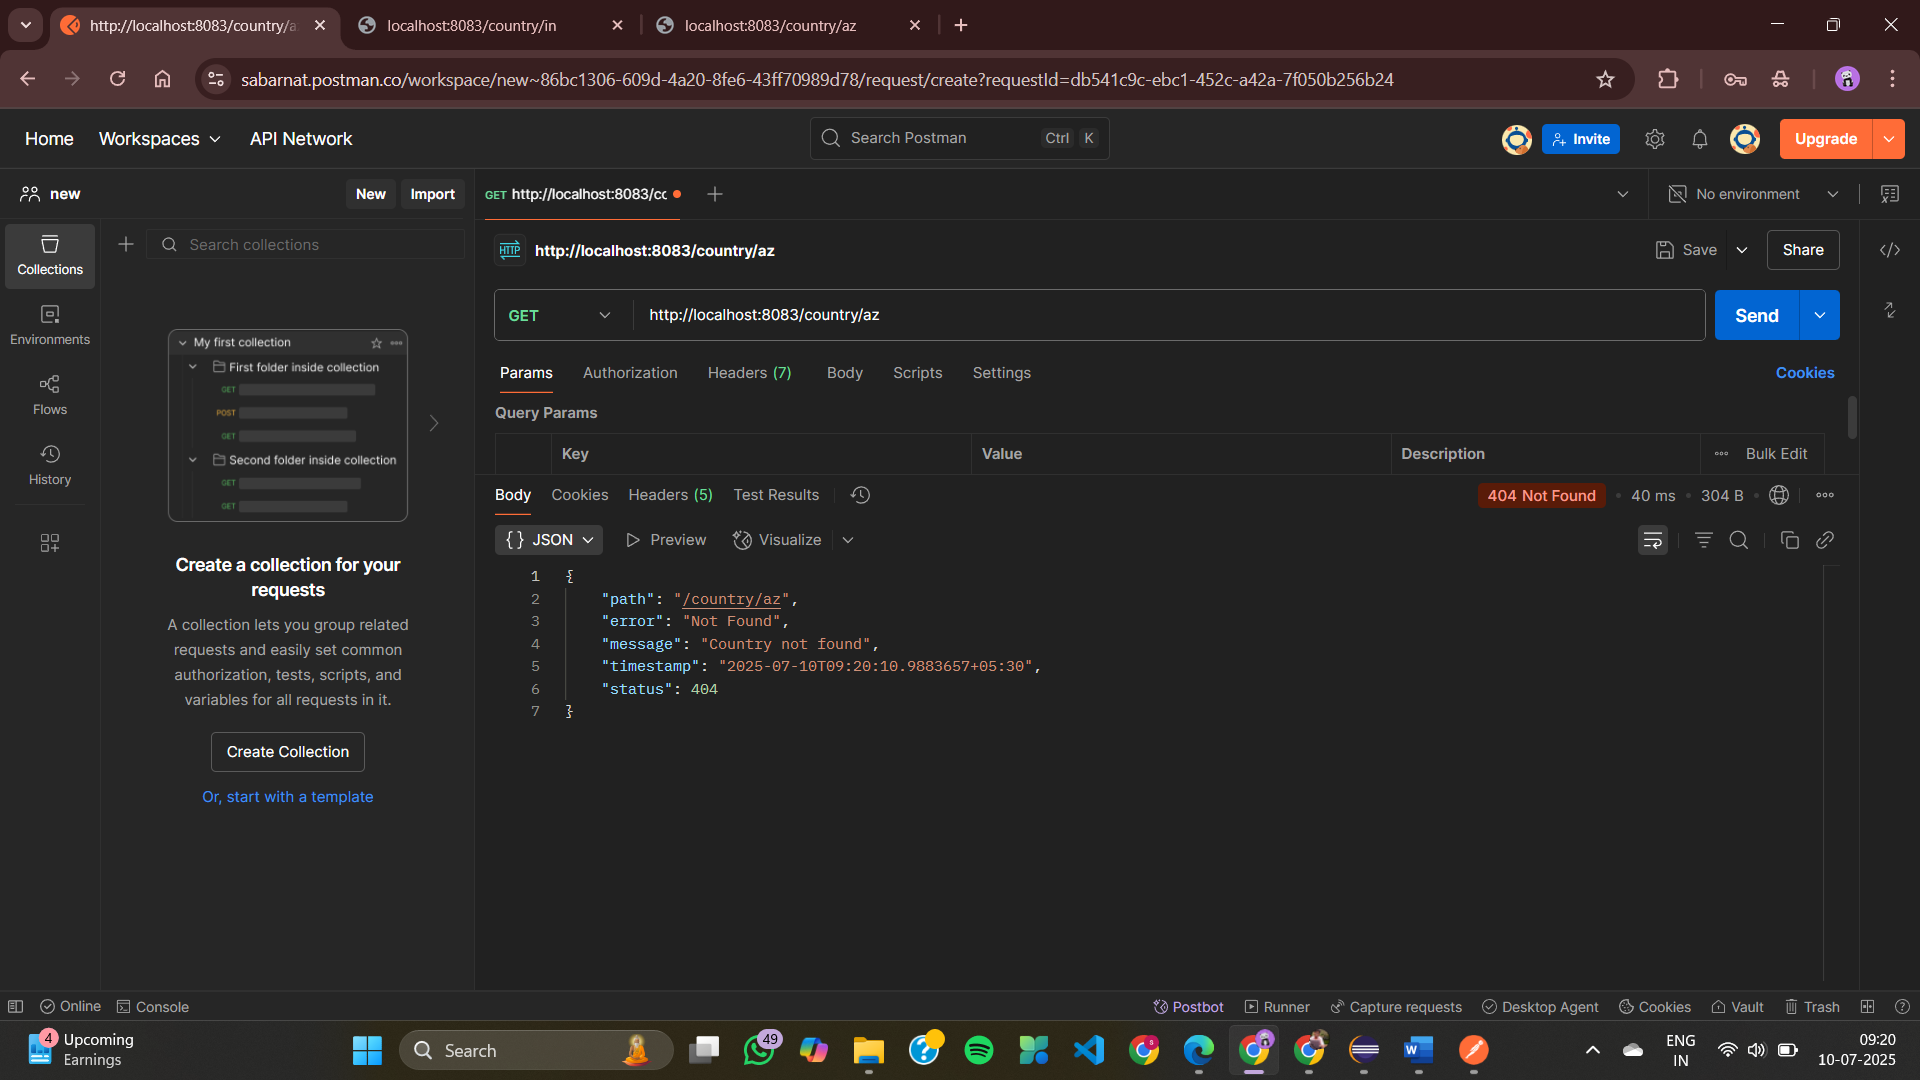 http://localhost:8083/country/a
localhost:8083/country/in
localhost:8083/country/az
sabarnat.postman.co/workspace/new~86bc1306-609d-4a20-8fe6-43ff70989d78/request/create?requestId=db541c9c-ebc1-452c-a42a-7f050b256b24
Home
Workspaces
API Network
Search Postman
Ctrl K
Invite
Upgrade
new
New
Import
GET http://localhost:8083/cc
No environment
Collections
Environments
Flows
History
Search collections
My first collection
First folder inside collection
GET
POST
GET
Second folder inside collection
GET
GET
Create a collection for your
requests
A collection lets you group related
requests and easily set common
authorization, tests, scripts, and
variables for all requests in it.
Create Collection
Or, start with a template
HTTP http://localhost:8083/country/az
Save
Share
GET
http://localhost:8083/country/az
Send
Params
Authorization
Headers (7)
Body
Scripts
Settings
Cookies
Query Params
Key
Value
Description
Bulk Edit
Body
Cookies
Headers (5)
Test Results
404 Not Found
40 ms
304 B
{} JSON
Preview
Visualize
1 {
2 "path": "/country/az",
3 "error": "Not Found",
4 "message": "Country not found",
5 "timestamp": "2025-07-10T09:20:10.9883657+05:30",
6 "status": 404
7 }
Online
Console
Postbot
Runner
Capture requests
Desktop Agent
Cookies
Vault
Trash
4
Upcoming
Earnings
Search
49
ENG
IN
09:20
10-07-2025